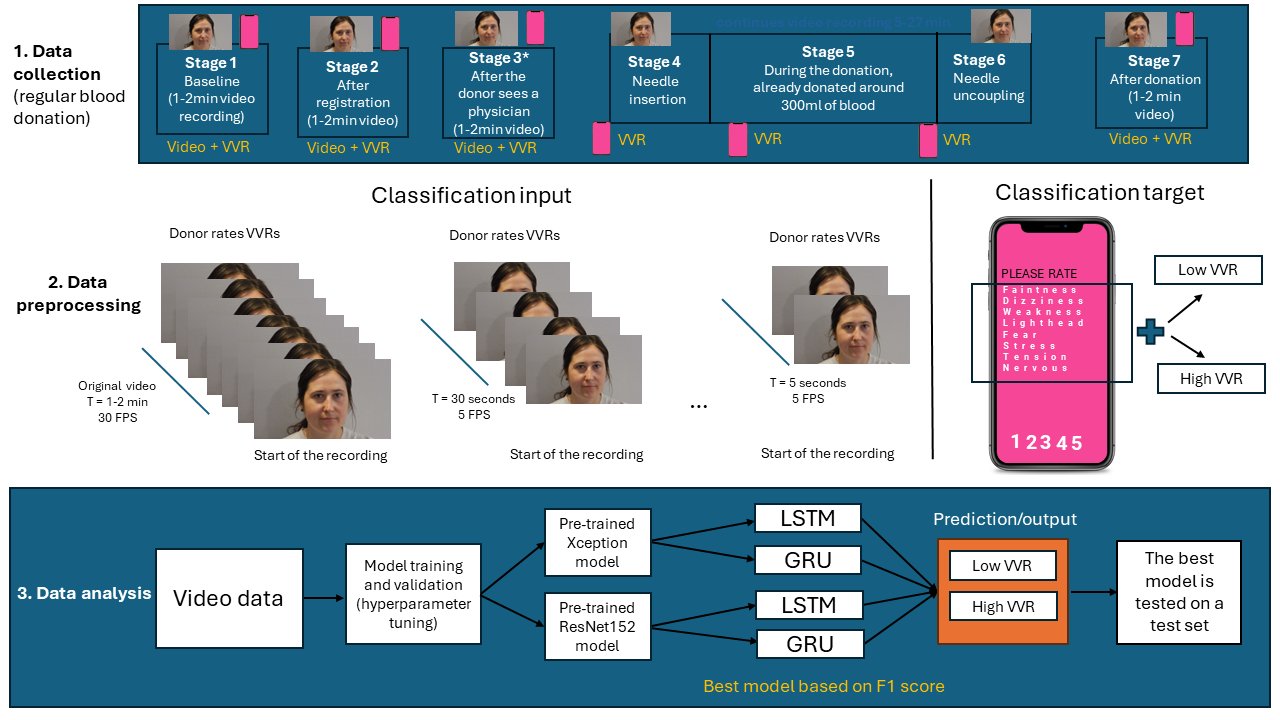 1. Data
collection
(regular blood
donation)
continues video recording 5-27 min
Stage 1
Baseline
(1-2min video
recording)
Video + VVR
Stage 2
After
registration
(1-2min video)
Video + VVR
Stage 3*
After the
donor sees a
physician
(1-2min video)
Video + VVR
Stage 4
Needle
insertion
VVR
Stage 5
During the donation,
already donated around
300ml of blood
VVR
Stage 6
Needle
uncoupling
VVR
Stage 7
After donation
(1-2 min
video)
Video + VVR
2. Data
preprocessing
Classification input
Donor rates VVRs
Original video
T = 1-2 min
30 FPS
Start of the recording
Donor rates VVRs
T = 30 seconds
5 FPS
Start of the recording
...
Donor rates VVRs
T = 5 seconds
5 FPS
Start of the recording
Classification target
PLEASE RATE
Faintness
Dizziness
Weakness
Lighthead
Fear
Stress
Tension
Nervous
1 2 3 4 5
Low VVR
High VVR
3. Data analysis
Video data
Model training
and validation
(hyperparameter
tuning)
Pre-trained
Xception
model
Pre-trained
ResNet152
model
LSTM
GRU
LSTM
GRU
Prediction/output
Low VVR
High VVR
The best
model is
tested on a
test set
Best model based on F1 score